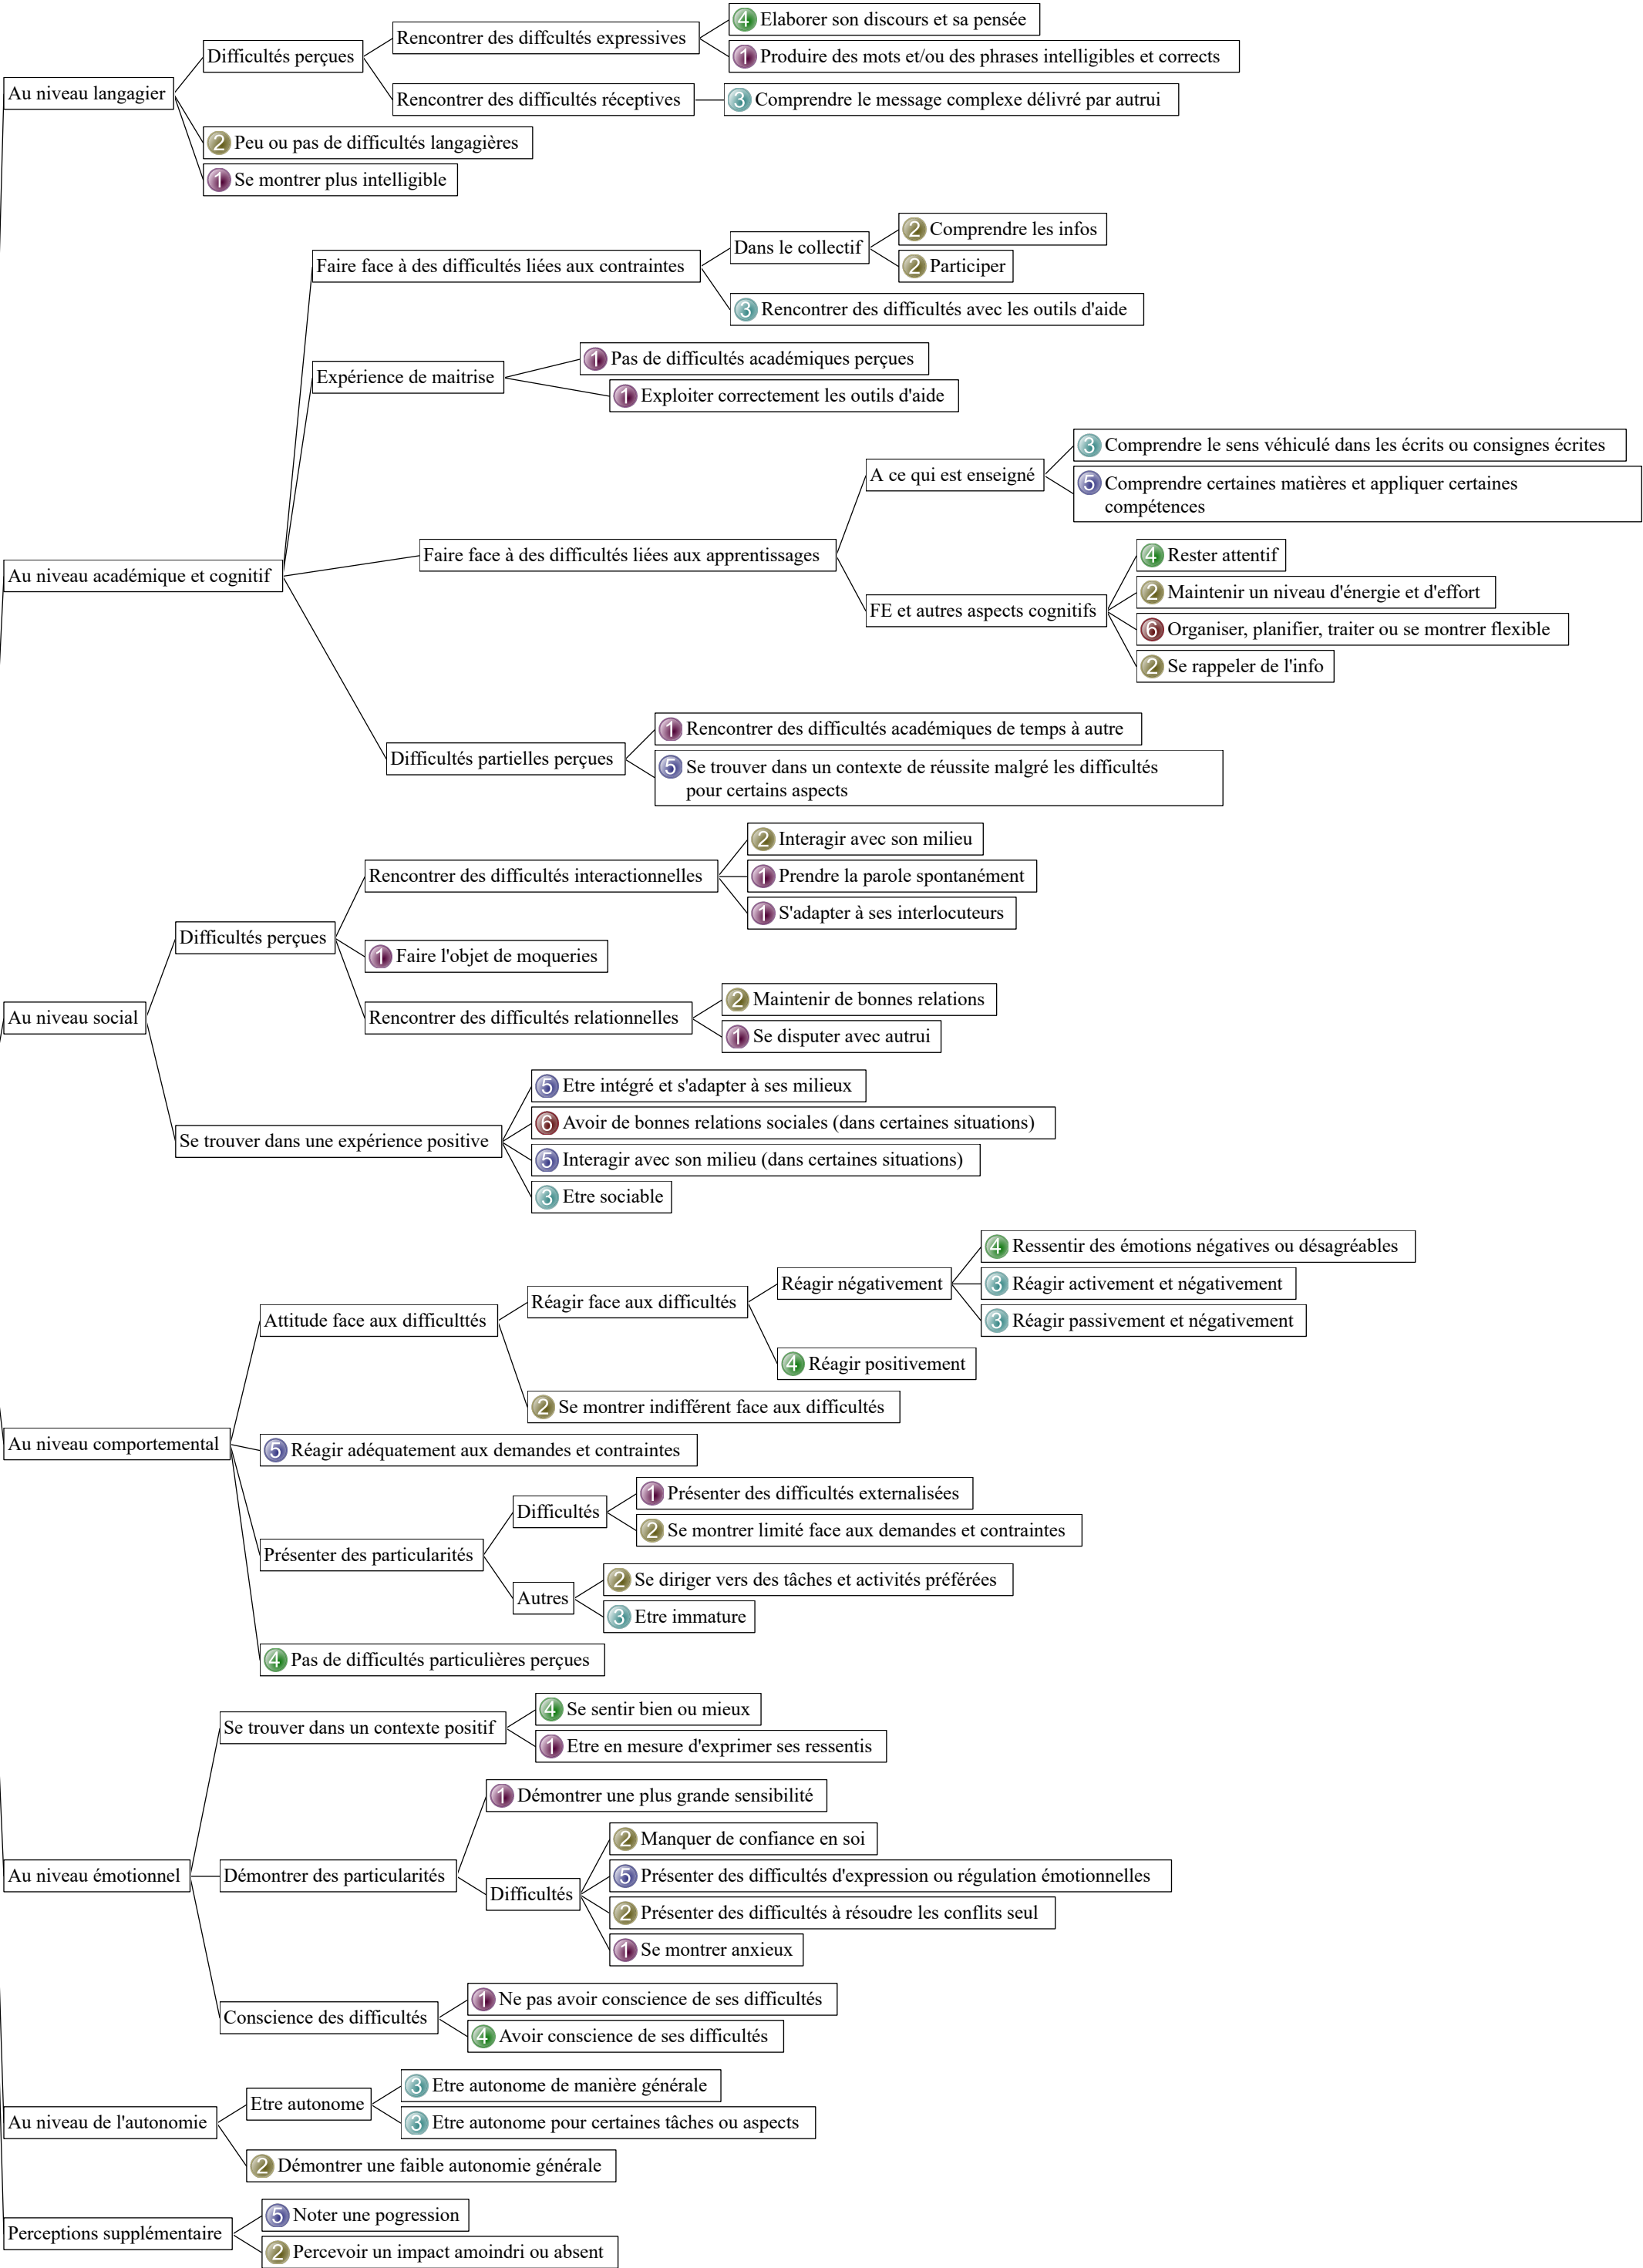 4 Elaborer son discours et sa pensée
Rencontrer des diffcultés expressives
Difficultés perçues
1 Produire des mots et/ou des phrases intelligibles et corrects
Au niveau langagier
Rencontrer des difficultés réceptives
3 Comprendre le message complexe délivré par autrui
2 Peu ou pas de difficultés langagières
1 Se montrer plus intelligible
2 Comprendre les infos
Dans le collectif
Faire face à des difficultés liées aux contraintes
2 Participer
3 Rencontrer des difficultés avec les outils d'aide
1 Pas de difficultés académiques perçues
Expérience de maitrise
1 Exploiter correctement les outils d'aide
3 Comprendre le sens véhiculé dans les écrits ou consignes écrites
A ce qui est enseigné
5 Comprendre certaines matières et appliquer certaines
compétences
Faire face à des difficultés liées aux apprentissages
4 Rester attentif
Au niveau académique et cognitif
2 Maintenir un niveau d'énergie et d'effort
FE et autres aspects cognitifs
6 Organiser, planifier, traiter ou se montrer flexible
2 Se rappeler de l'info
1 Rencontrer des difficultés académiques de temps à autre
Difficultés partielles perçues
5 Se trouver dans un contexte de réussite malgré les difficultés
pour certains aspects
2 Interagir avec son milieu
Rencontrer des difficultés interactionnelles
1 Prendre la parole spontanément
1 S'adapter à ses interlocuteurs
Difficultés perçues
1 Faire l'objet de moqueries
2 Maintenir de bonnes relations
Au niveau social
Rencontrer des difficultés relationnelles
1 Se disputer avec autrui
5 Etre intégré et s'adapter à ses milieux
6 Avoir de bonnes relations sociales (dans certaines situations)
Se trouver dans une expérience positive
5 Interagir avec son milieu (dans certaines situations)
3 Etre sociable
4 Ressentir des émotions négatives ou désagréables
Réagir négativement
3 Réagir activement et négativement
Réagir face aux difficultés
Attitude face aux difficulttés
3 Réagir passivement et négativement
4 Réagir positivement
2 Se montrer indifférent face aux difficultés
Au niveau comportemental
5 Réagir adéquatement aux demandes et contraintes
1 Présenter des difficultés externalisées
Difficultés
2 Se montrer limité face aux demandes et contraintes
Présenter des particularités
2 Se diriger vers des tâches et activités préférées
Autres
3 Etre immature
4 Pas de difficultés particulières perçues
4 Se sentir bien ou mieux
Se trouver dans un contexte positif
1 Etre en mesure d'exprimer ses ressentis
1 Démontrer une plus grande sensibilité
2 Manquer de confiance en soi
Au niveau émotionnel
Démontrer des particularités
5 Présenter des difficultés d'expression ou régulation émotionnelles
Difficultés
2 Présenter des difficultés à résoudre les conflits seul
1 Se montrer anxieux
1 Ne pas avoir conscience de ses difficultés
Conscience des difficultés
4 Avoir conscience de ses difficultés
3 Etre autonome de manière générale
Etre autonome
Au niveau de l'autonomie
3 Etre autonome pour certaines tâches ou aspects
2 Démontrer une faible autonomie générale
5 Noter une pogression
Perceptions supplémentaire
2 Percevoir un impact amoindri ou absent